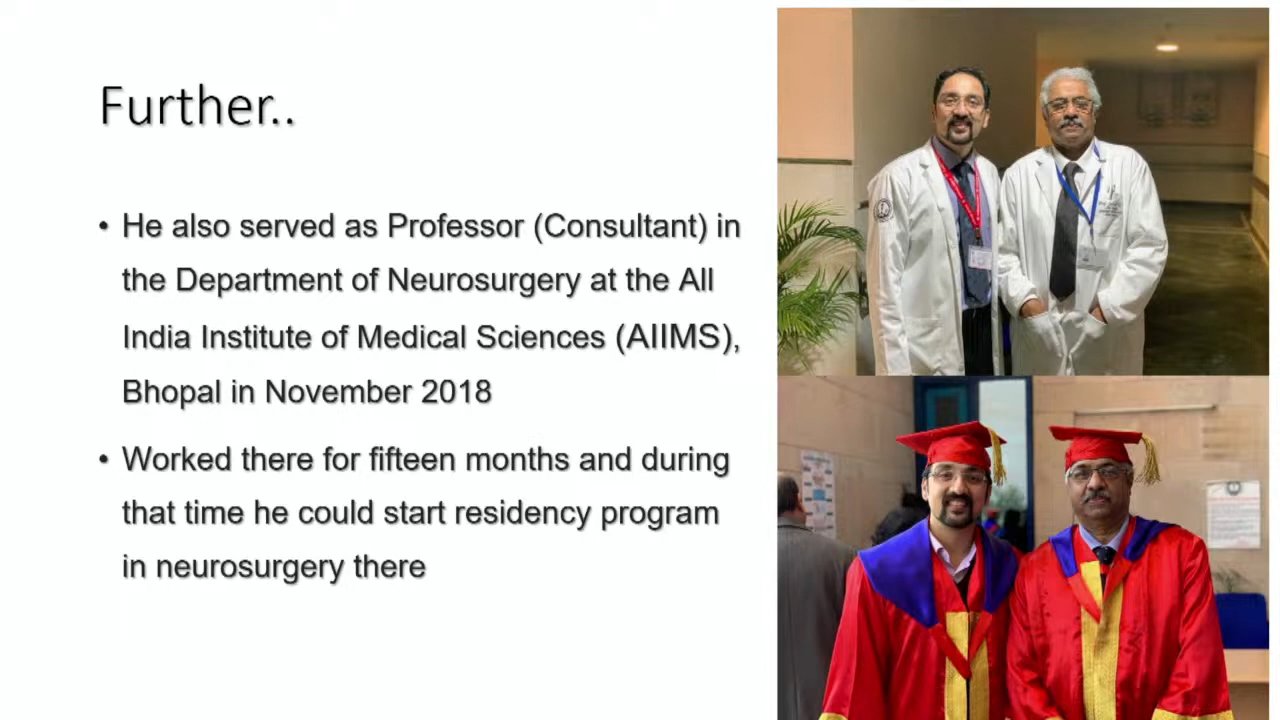 Further..
• He also served as Professor (Consultant) in
the Department of Neurosurgery at the All
India Institute of Medical Sciences (AIIMS),
Bhopal in November 2018
• Worked there for fifteen months and during
that time he could start residency program
in neurosurgery there